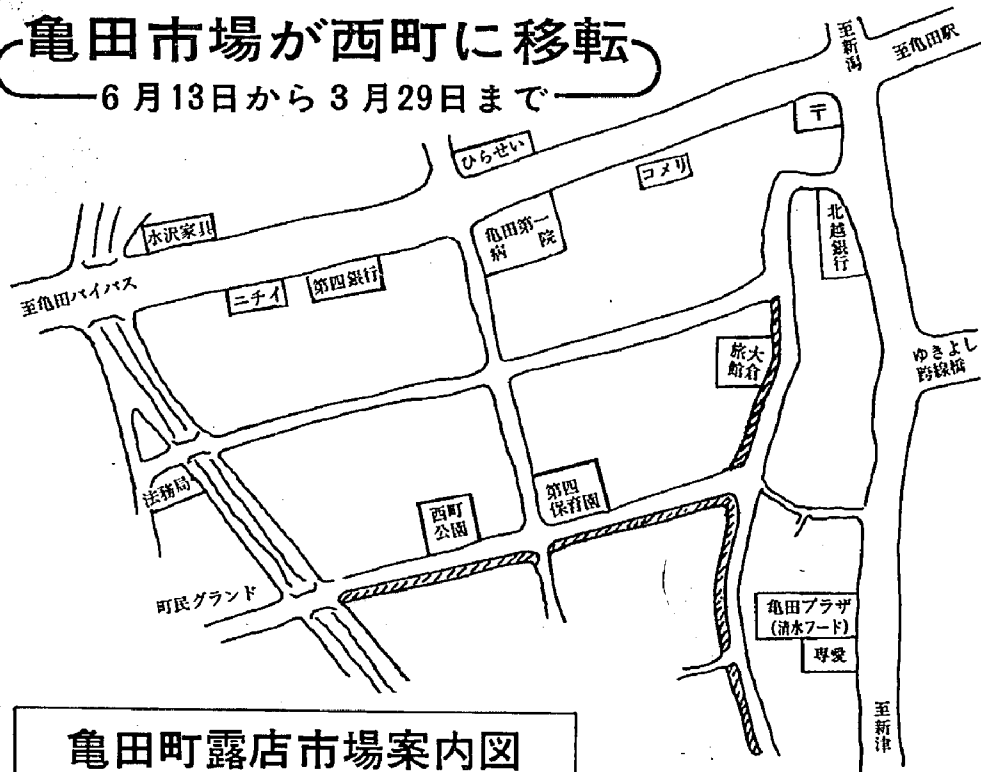 亀田市場が西町に移転
6月13日から3月29日まで
至新潟
至亀田駅
〒
ひらせい
コメリ
水沢家具
亀田第一
病院
北越銀行
至亀田バイパス
ニチイ
第四銀行
大倉
旅館
ゆきよし
跨線橋
法務局
西町
公園
第四
保育園
町民グランド
亀田プラザ
(清水フード)
専愛
至新津
亀田町露店市場案内図